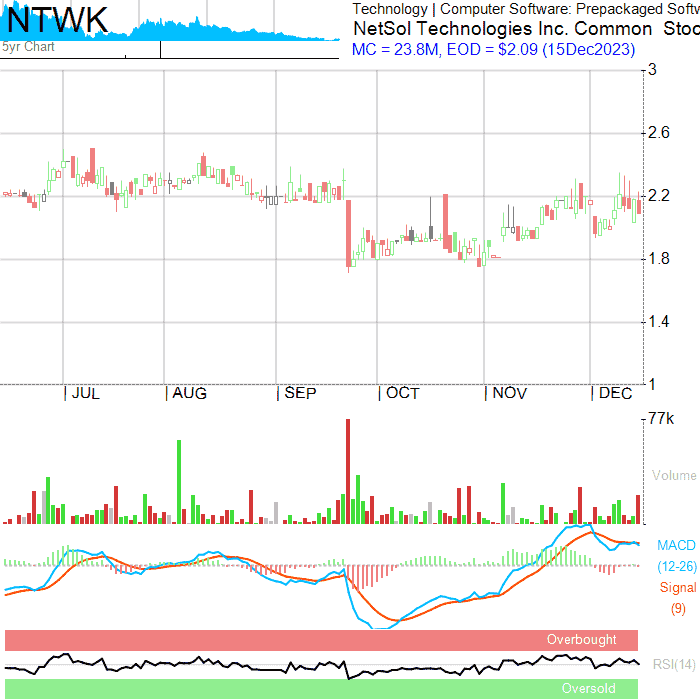 NTWK
5yr Chart
Technology | Computer Software: Prepackaged Softw
NetSol Technologies Inc. Common Stoc
MC = 23.8M, EOD = $2.09 (15Dec2023)
3
2.6
2.2
1.8
1.4
1
| JUL | AUG | SEP | OCT | NOV | DEC
77k
Volume
MACD
(12-26)
Signal
(9)
Overbought
RSI(14)
Oversold